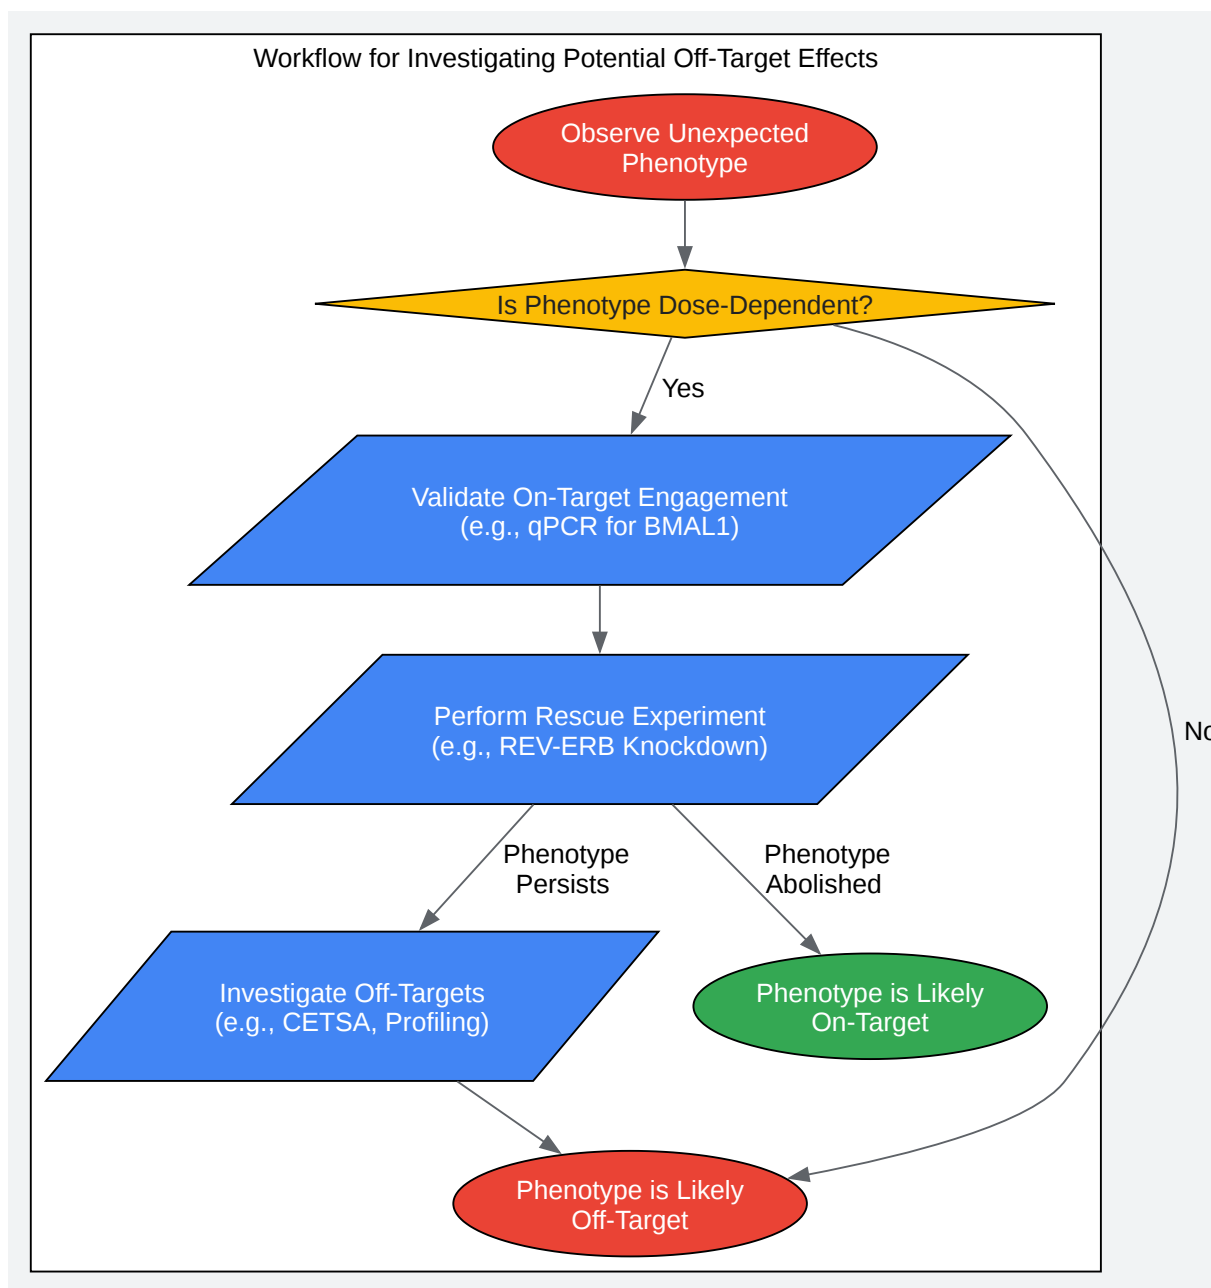 Workflow for Investigating Potential Off-Target Effects
Observe Unexpected
Phenotype
Is Phenotype Dose-Dependent?
Yes
Validate On-Target Engagement
(e.g., qPCR for BMAL1)
Perform Rescue Experiment
(e.g., REV-ERB Knockdown)
No
Phenotype
Persists
Phenotype
Abolished
Investigate Off-Targets
(e.g., CETSA, Profiling)
Phenotype is Likely
On-Target
Phenotype is Likely
Off-Target